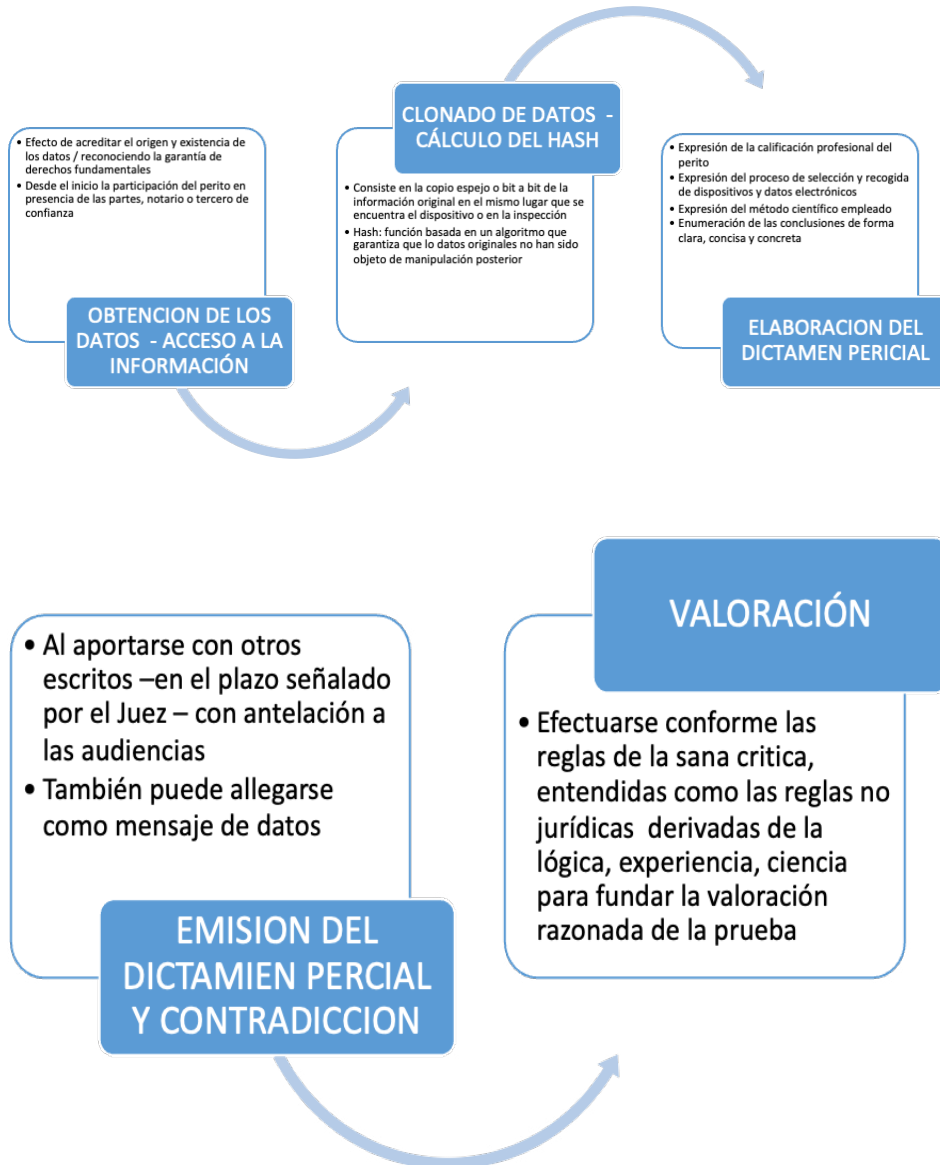 • Efecto de acreditar el origen y existencia de
los datos / reconociendo la garantía de
derechos fundamentales
• Desde el inicio la participación del perito en
presencia de las partes, notario o tercero de
confianza
OBTENCION DE LOS
DATOS - ACCESO A LA
INFORMACIÓN
CLONADO DE DATOS -
CÁLCULO DEL HASH
• Consiste en la copio espejo o bit a bit de la
información original en el mismo lugar que se
encuentra el dispositivo o en la inspección
• Hash: función basada en un algoritmo que
garantiza que lo datos originales no han sido
objeto de manipulación posterior
• Expresión de la calificación profesional del
perito
• Expresión del proceso de selección y recogida
de dispositivos y datos electrónicos
• Expresión del método científico empleado
• Enumeración de las conclusiones de forma
clara, concisa y concreta
ELABORACION DEL
DICTAMEN PERICIAL
• Al aportarse con otros
escritos –en el plazo señalado
por el Juez – con antelación a
las audiencias
• También puede allegarse
como mensaje de datos
EMISION DEL
DICTAMIEN PERCIAL
Y CONTRADICCION
VALORACIÓN
• Efectuarse conforme las
reglas de la sana critica,
entendidas como las reglas no
jurídicas derivadas de la
lógica, experiencia, ciencia
para fundar la valoración
razonada de la prueba